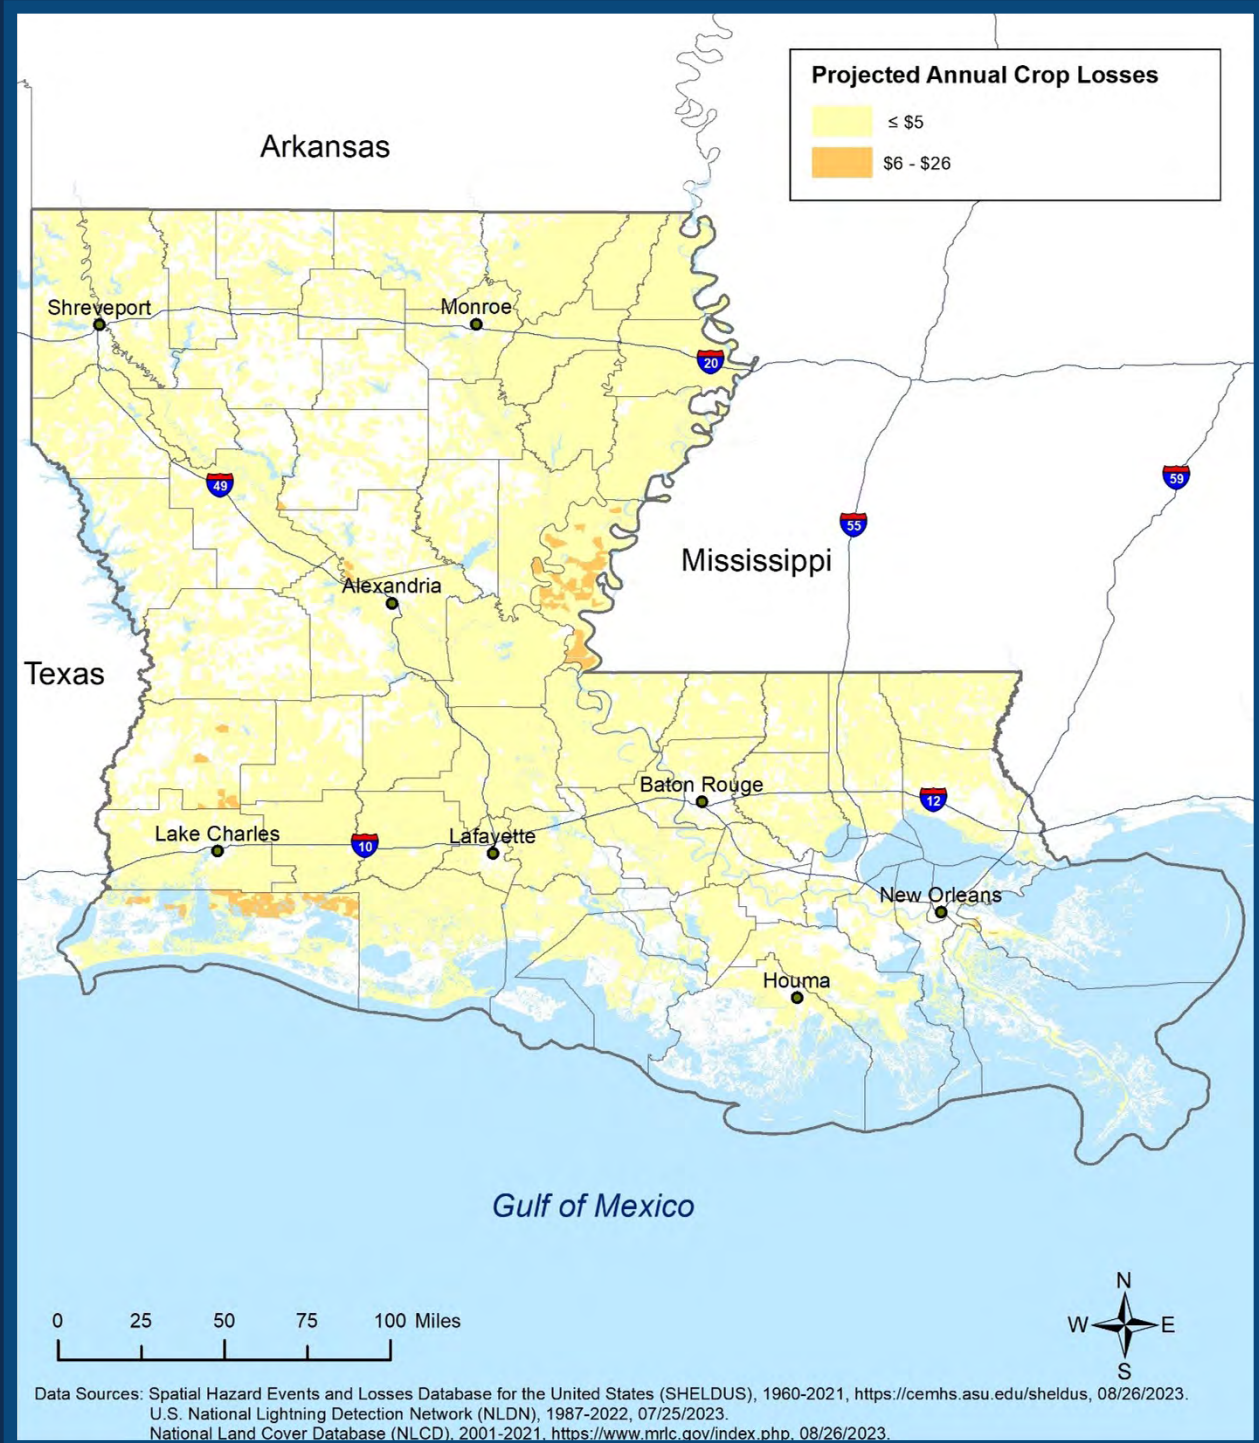 Projected Annual Crop Losses
≤ $5
$6 - $26
Arkansas
Shreveport
Monroe
20
49
59
55
Mississippi
Alexandria
Texas
Baton Rouge
12
Lake Charles
10
Lafayette
New Orleans
Houma
Gulf of Mexico
N
W E
S
0 25 50 75 100 Miles
Data Sources: Spatial Hazard Events and Losses Database for the United States (SHELDUS), 1960-2021, https://cemhs.asu.edu/sheldus, 08/26/2023.
U.S. National Lightning Detection Network (NLDN), 1987-2022, 07/25/2023.
National Land Cover Database (NLCD), 2001-2021, https://www.mrlc.gov/index.php, 08/26/2023.